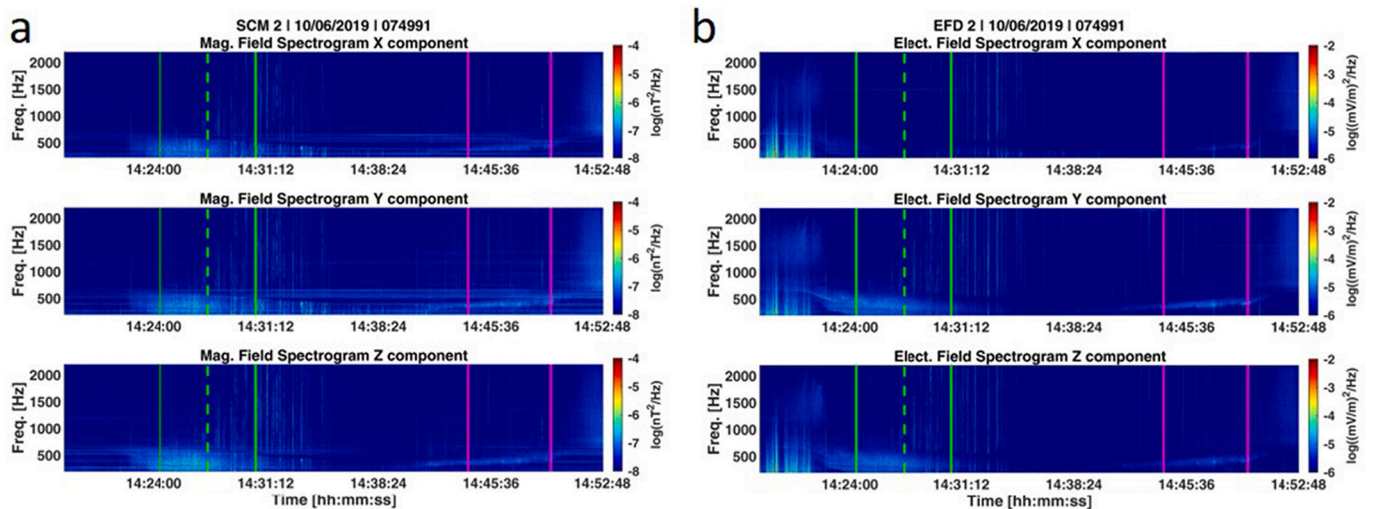 a
SCM 2 | 10/06/2019 | 074991
Mag. Field Spectrogram X component
Freq. [Hz]
2000
1500
1000
500
14:24:00 14:31:12 14:38:24 14:45:36 14:52:48
-4
-5
-6
-7
-8
log(nT²/Hz)
Mag. Field Spectrogram Y component
Freq. [Hz]
2000
1500
1000
500
14:24:00 14:31:12 14:38:24 14:45:36 14:52:48
-4
-5
-6
-7
-8
log(nT²/Hz)
Mag. Field Spectrogram Z component
Freq. [Hz]
2000
1500
1000
500
14:24:00 14:31:12 14:38:24 14:45:36 14:52:48
Time [hh:mm:ss]
-4
-5
-6
-7
-8
log(nT²/Hz)
b
EFD 2 | 10/06/2019 | 074991
Elect. Field Spectrogram X component
Freq. [Hz]
2000
1500
1000
500
14:24:00 14:31:12 14:38:24 14:45:36 14:52:48
-2
-3
-4
-5
-6
log((mV/m)²/Hz)
Elect. Field Spectrogram Y component
Freq. [Hz]
2000
1500
1000
500
14:24:00 14:31:12 14:38:24 14:45:36 14:52:48
-2
-3
-4
-5
-6
log((mV/m)²/Hz)
Elect. Field Spectrogram Z component
Freq. [Hz]
2000
1500
1000
500
14:24:00 14:31:12 14:38:24 14:45:36 14:52:48
Time [hh:mm:ss]
-2
-3
-4
-5
-6
log((mV/m)²/Hz)